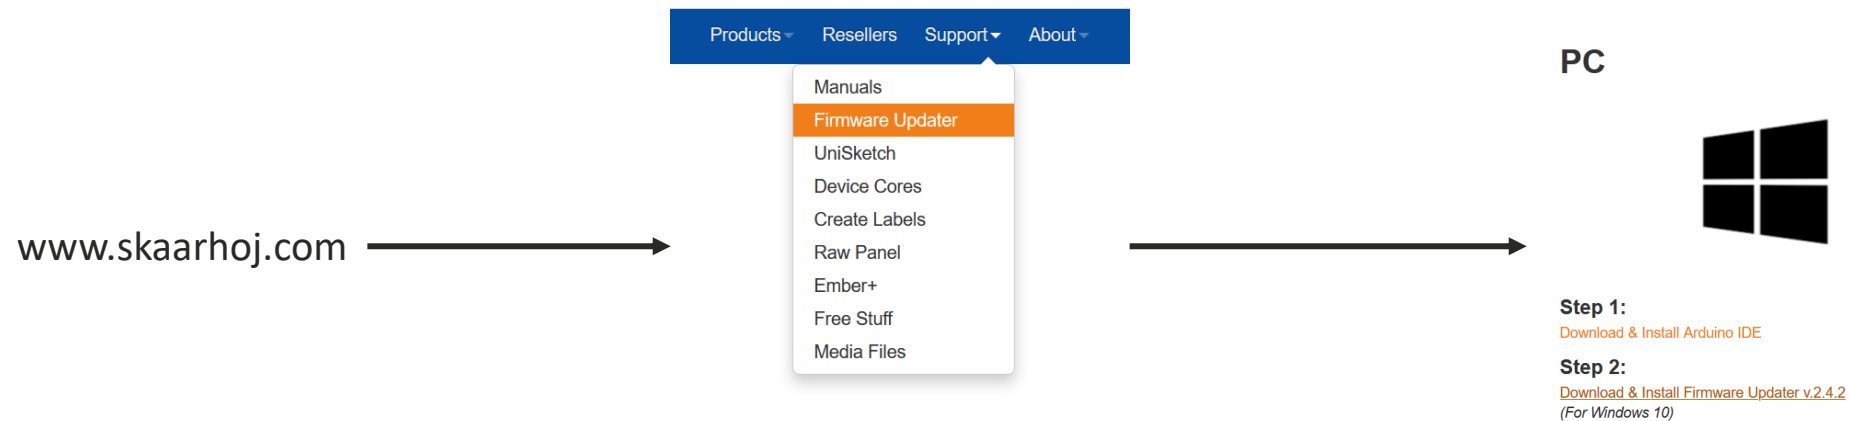 www.skaarhoj.com
Products Resellers Support About
Manuals
Firmware Updater
UniSketch
Device Cores
Create Labels
Raw Panel
Ember+
Free Stuff
Media Files
PC
Step 1:
Download & Install Arduino IDE
Step 2:
Download & Install Firmware Updater v.2.4.2
(For Windows 10)